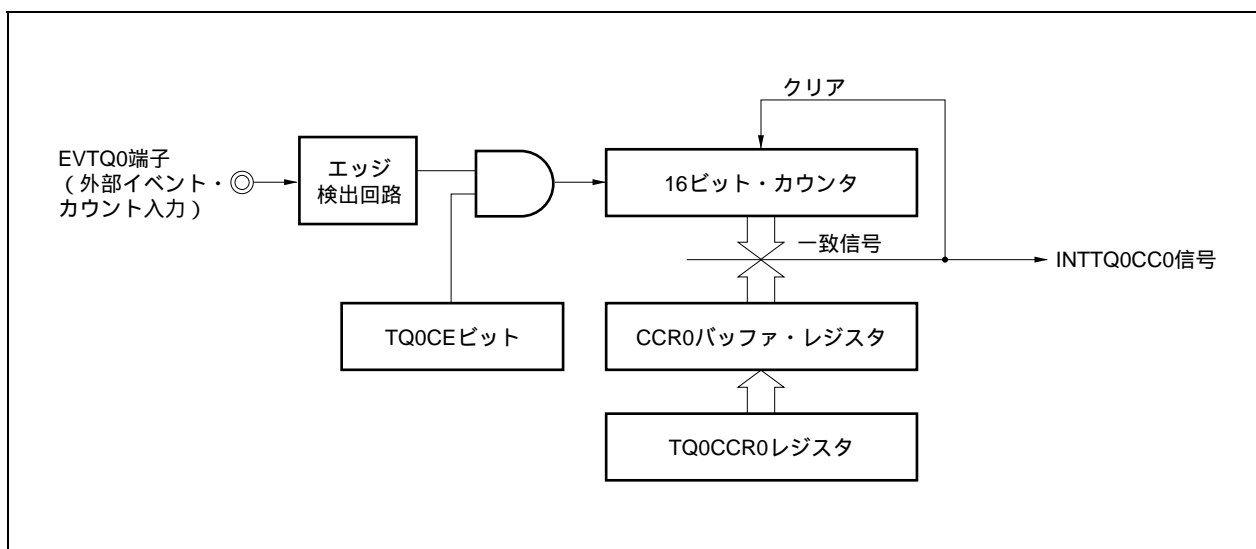 クリア
EVTQ0端子
(外部イベント・
カウント入力)
エッジ
検出回路
16ビット・カウンタ
一致信号
INTTQ0CC0信号
TQ0CEビット
CCR0バッファ・レジスタ
TQ0CCR0レジスタ